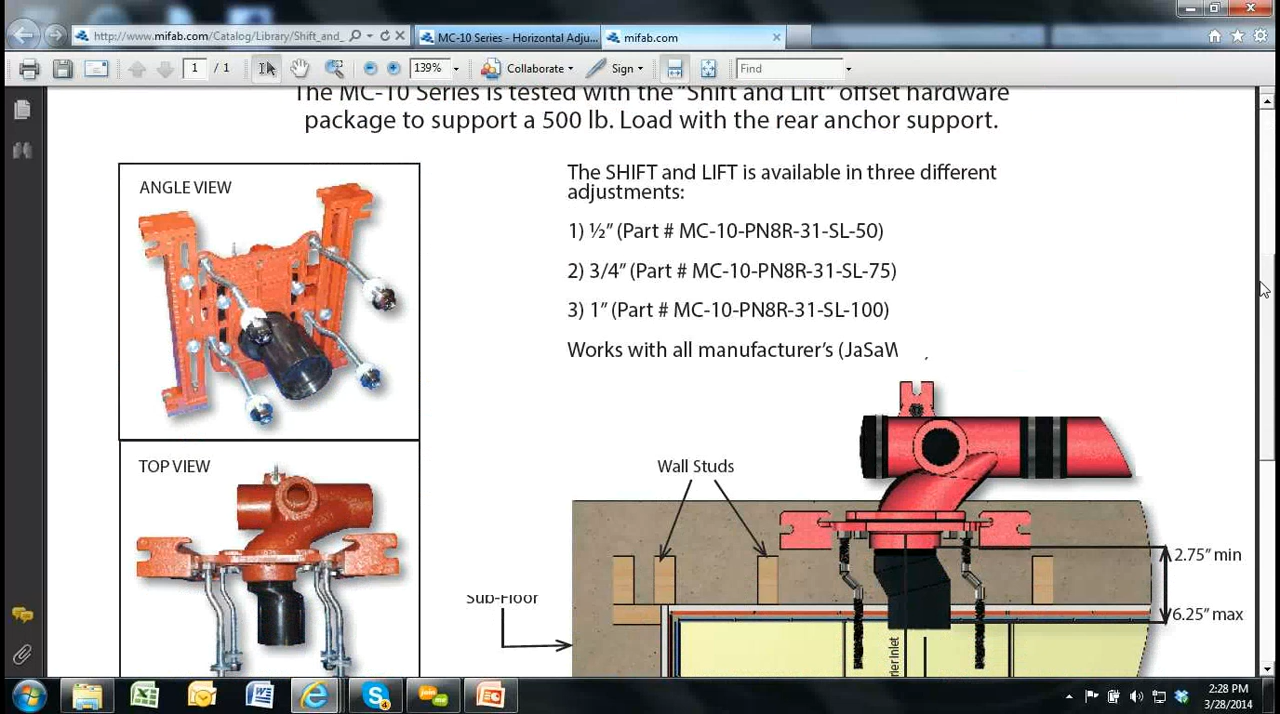 http://www.mifab.com/Catalog/Library/Shift_and_
MC-10 Series - Horizontal Adju...
mifab.com
1 / 1
139%
Collaborate
Sign
Find
The MC-10 Series is tested with the "Shift and Lift" offset hardware
package to support a 500 lb. Load with the rear anchor support.
ANGLE VIEW
The SHIFT and LIFT is available in three different
adjustments:
1) ½" (Part # MC-10-PN8R-31-SL-50)
2) 3/4" (Part # MC-10-PN8R-31-SL-75)
3) 1" (Part # MC-10-PN8R-31-SL-100)
Works with all manufacturer's (JaSaW
TOP VIEW
Wall Studs
2.75" min
Sub-Floor
6.25" max
Inlet
2:28 PM
3/28/2014